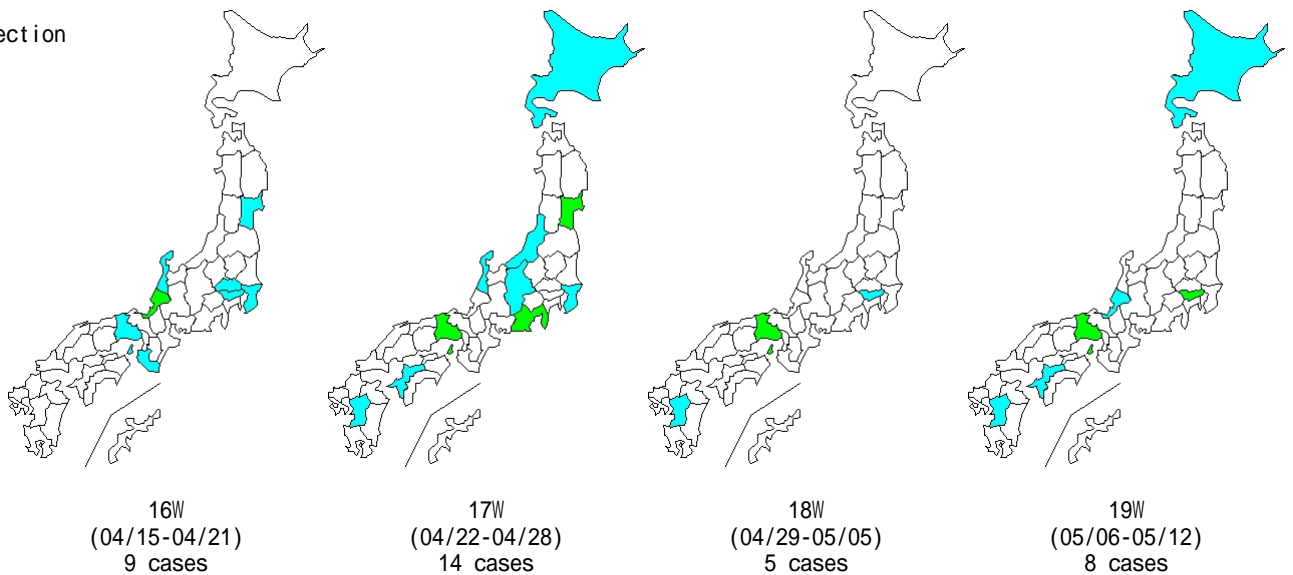 ection
16W
(04/15-04/21)
9 cases
17W
(04/22-04/28)
14 cases
18W
(04/29-05/05)
5 cases
19W
(05/06-05/12)
8 cases